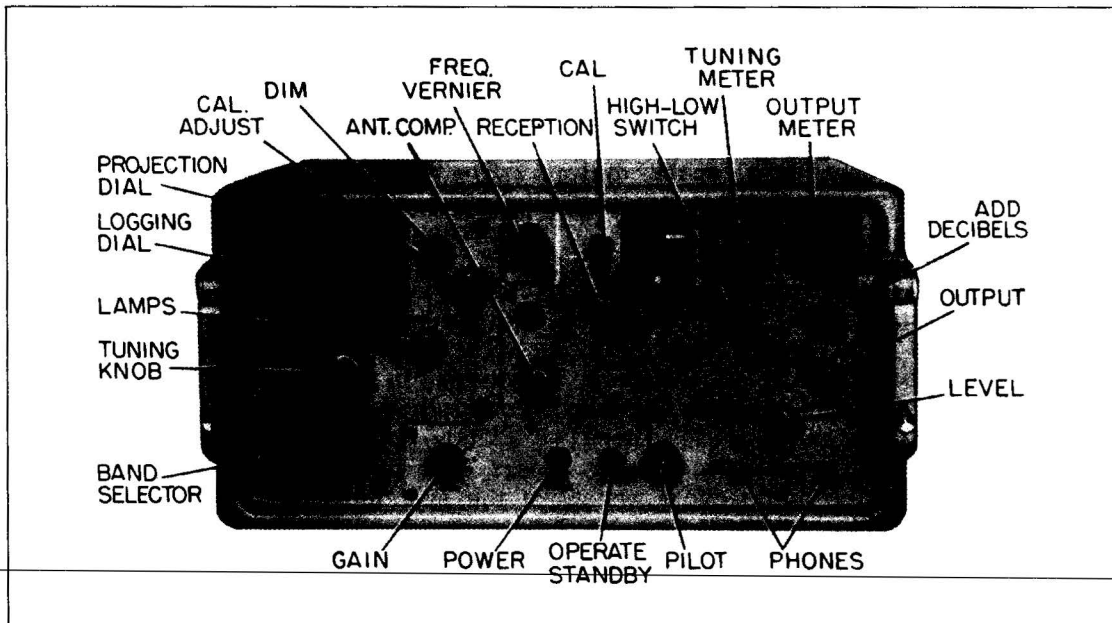 TUNING
METER
FREQ.
VERNIER
CAL
DIM
HIGH-LOW
SWITCH
OUTPUT
METER
CAL.
ADJUST
ANT. COMP.
RECEPTION
PROJECTION
DIAL
LOGGING
DIAL
ADD
DECIBELS
LAMPS
OUTPUT
TUNING
KNOB
LEVEL
BAND
SELECTOR
GAIN
POWER
OPERATE
STANDBY
PILOT
PHONES